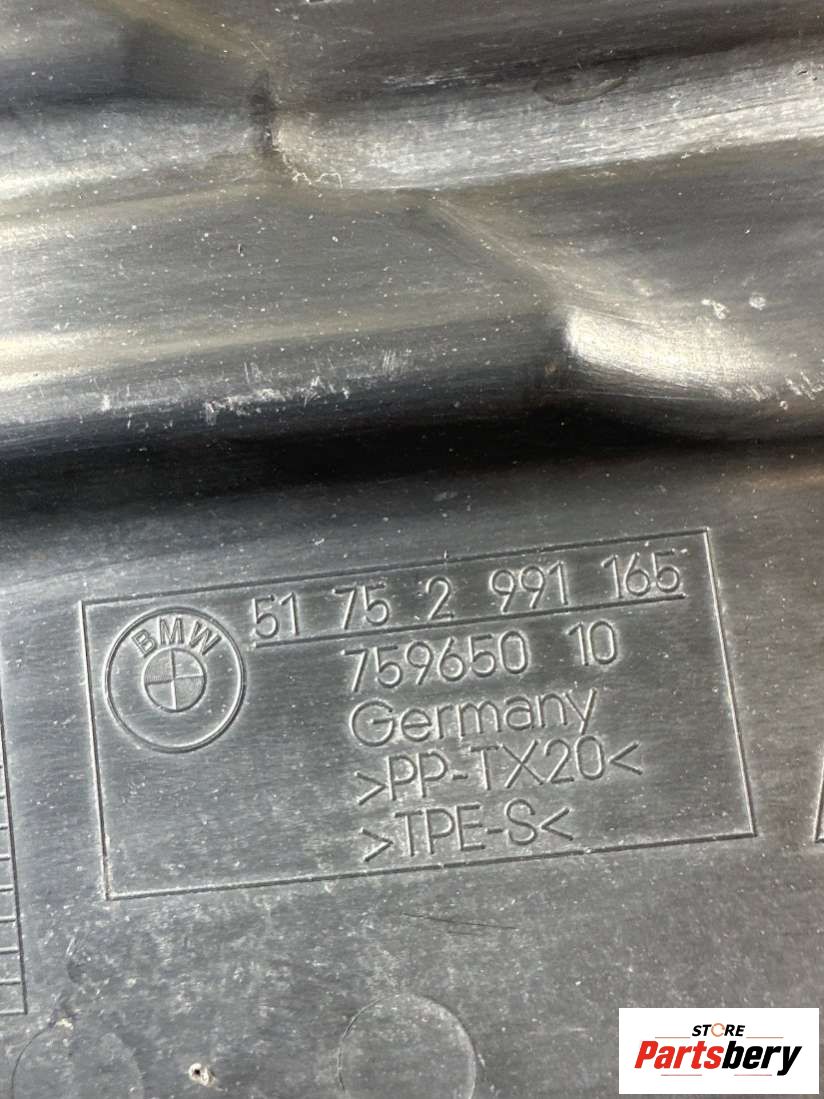 BMW
51 75 2 991 165
759650 10
Germany
>PP-TX20<
>TPE-S<
STORE
Partsbery